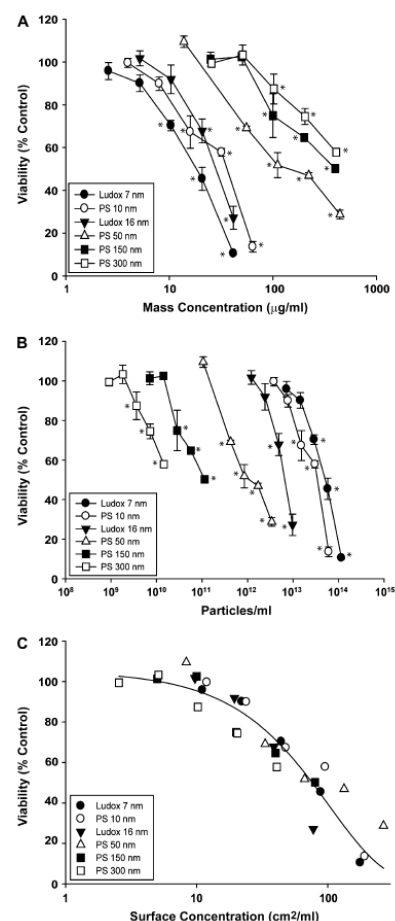 A
120
100
80
60
40
20
0
Viability (% Control)
Ludox 7 nm
PS 10 nm
Ludox 16 nm
PS 50 nm
PS 150 nm
PS 300 nm
1
10
100
1000
Mass Concentration (μg/ml)
B
120
100
80
60
40
20
0
Viability (% Control)
Ludox 7 nm
PS 10 nm
Ludox 16 nm
PS 50 nm
PS 150 nm
PS 300 nm
10⁸
10⁹
10¹⁰
10¹¹
10¹²
10¹³
10¹⁴
10¹⁵
Particles/ml
C
120
100
80
60
40
20
0
Viability (% Control)
Ludox 7 nm
PS 10 nm
Ludox 16 nm
PS 50 nm
PS 150 nm
PS 300 nm
1
10
100
Surface Concentration (cm2/ml)